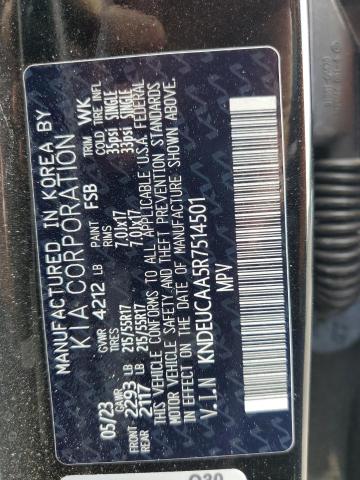 MANUFACTURED IN KOREA BY
KIA CORPORATION
GVWR PAINT TRIM
4212 LB FSB WK
05/23 GAWR TIRES RIMS COLD TIRE INFL
FRONT 2293 LB 215/55R17 7.0Jx17 35PSI SINGLE
REAR 2117 LB 215/55R17 7.0Jx17 35PSI SINGLE
THIS VEHICLE CONFORMS TO ALL APPLICABLE U.S.A FEDERAL
MOTOR VEHICLE SAFETY AND THEFT PREVENTION STANDARDS
IN EFFECT ON THE DATE OF MANUFACTURE SHOWN ABOVE.
V.I.N KNDEUCAA5R7514501
MPV
Q30